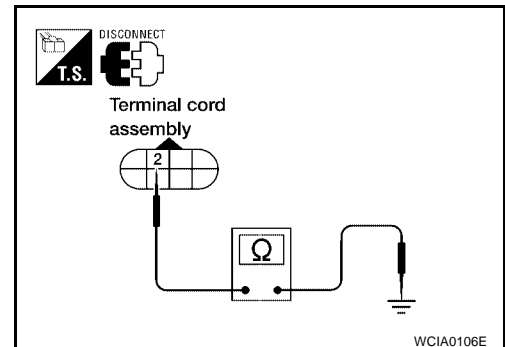 DISCONNECT
T.S.
Terminal cord
assembly
2
Ω
WCIA0106E